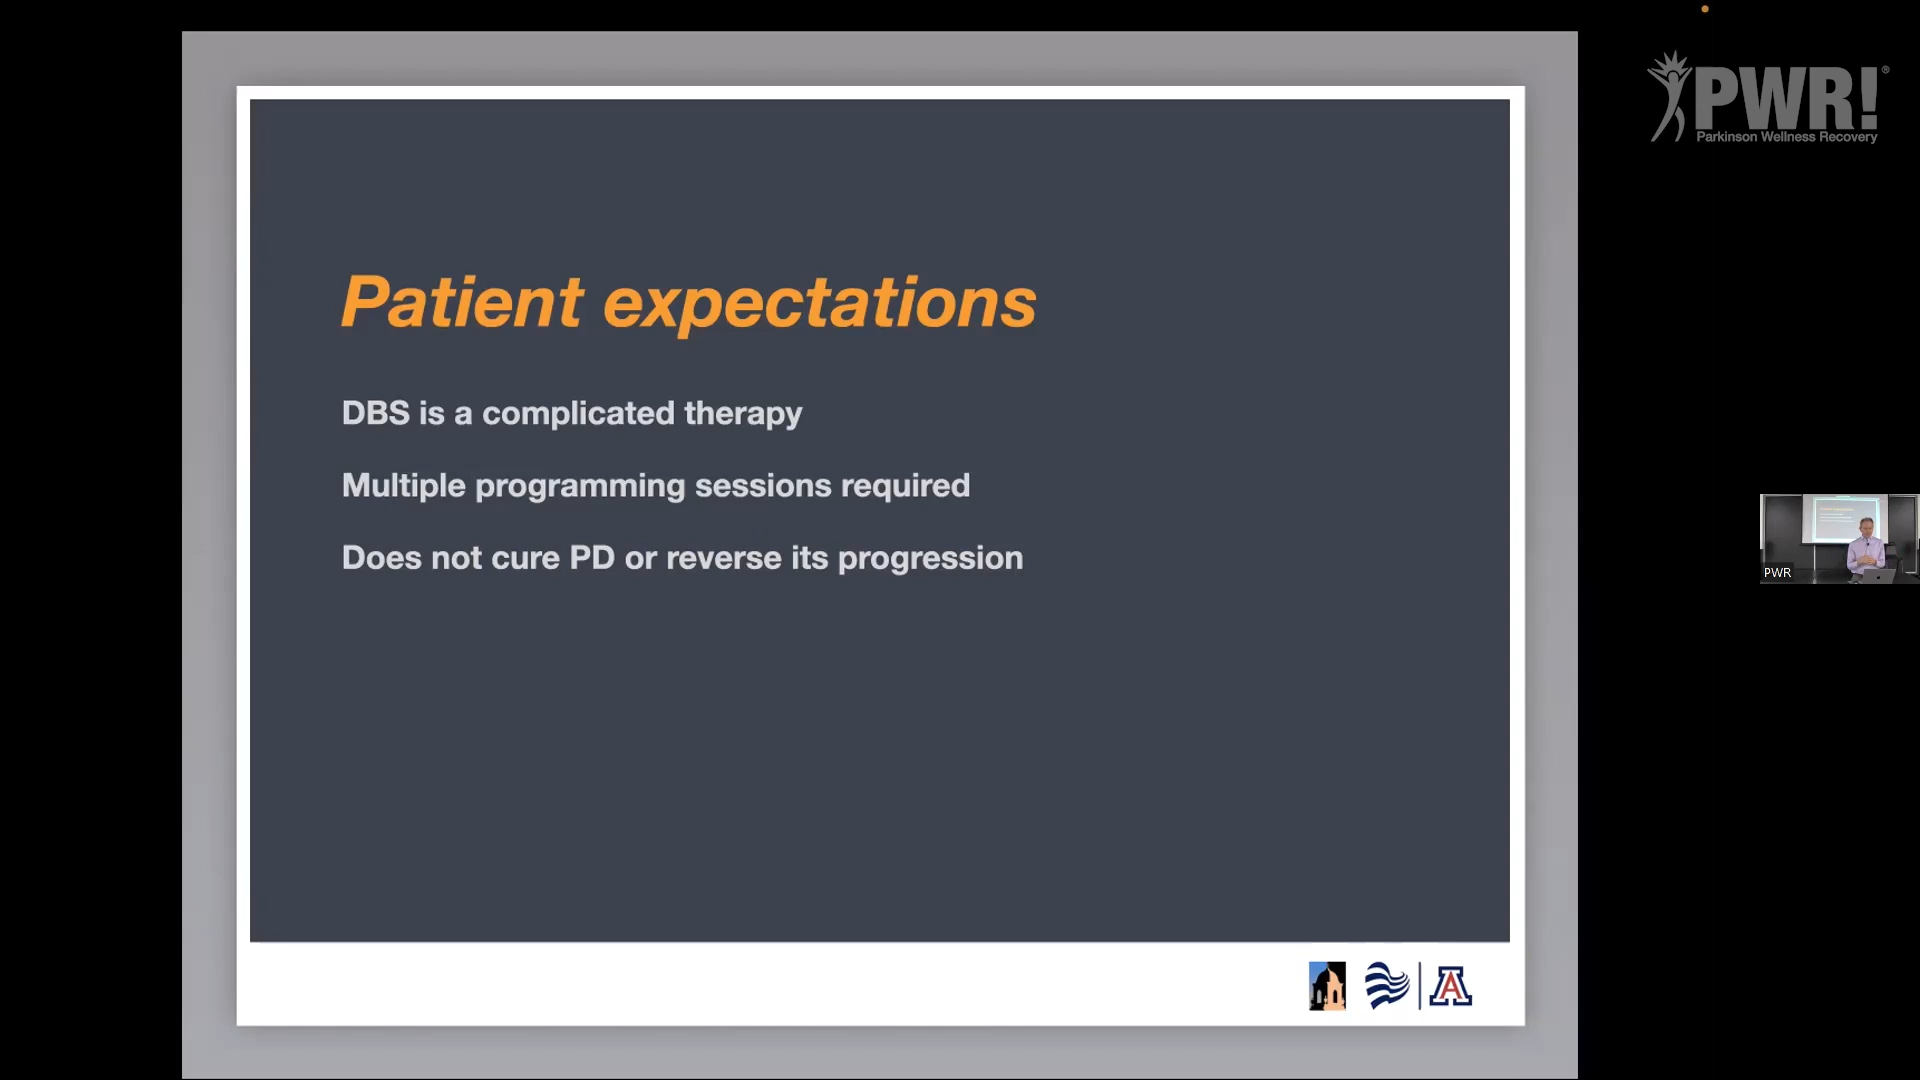 PWR!®
Parkinson Wellness Recovery
Patient expectations
DBS is a complicated therapy
Multiple programming sessions required
Does not cure PD or reverse its progression
PWR
A